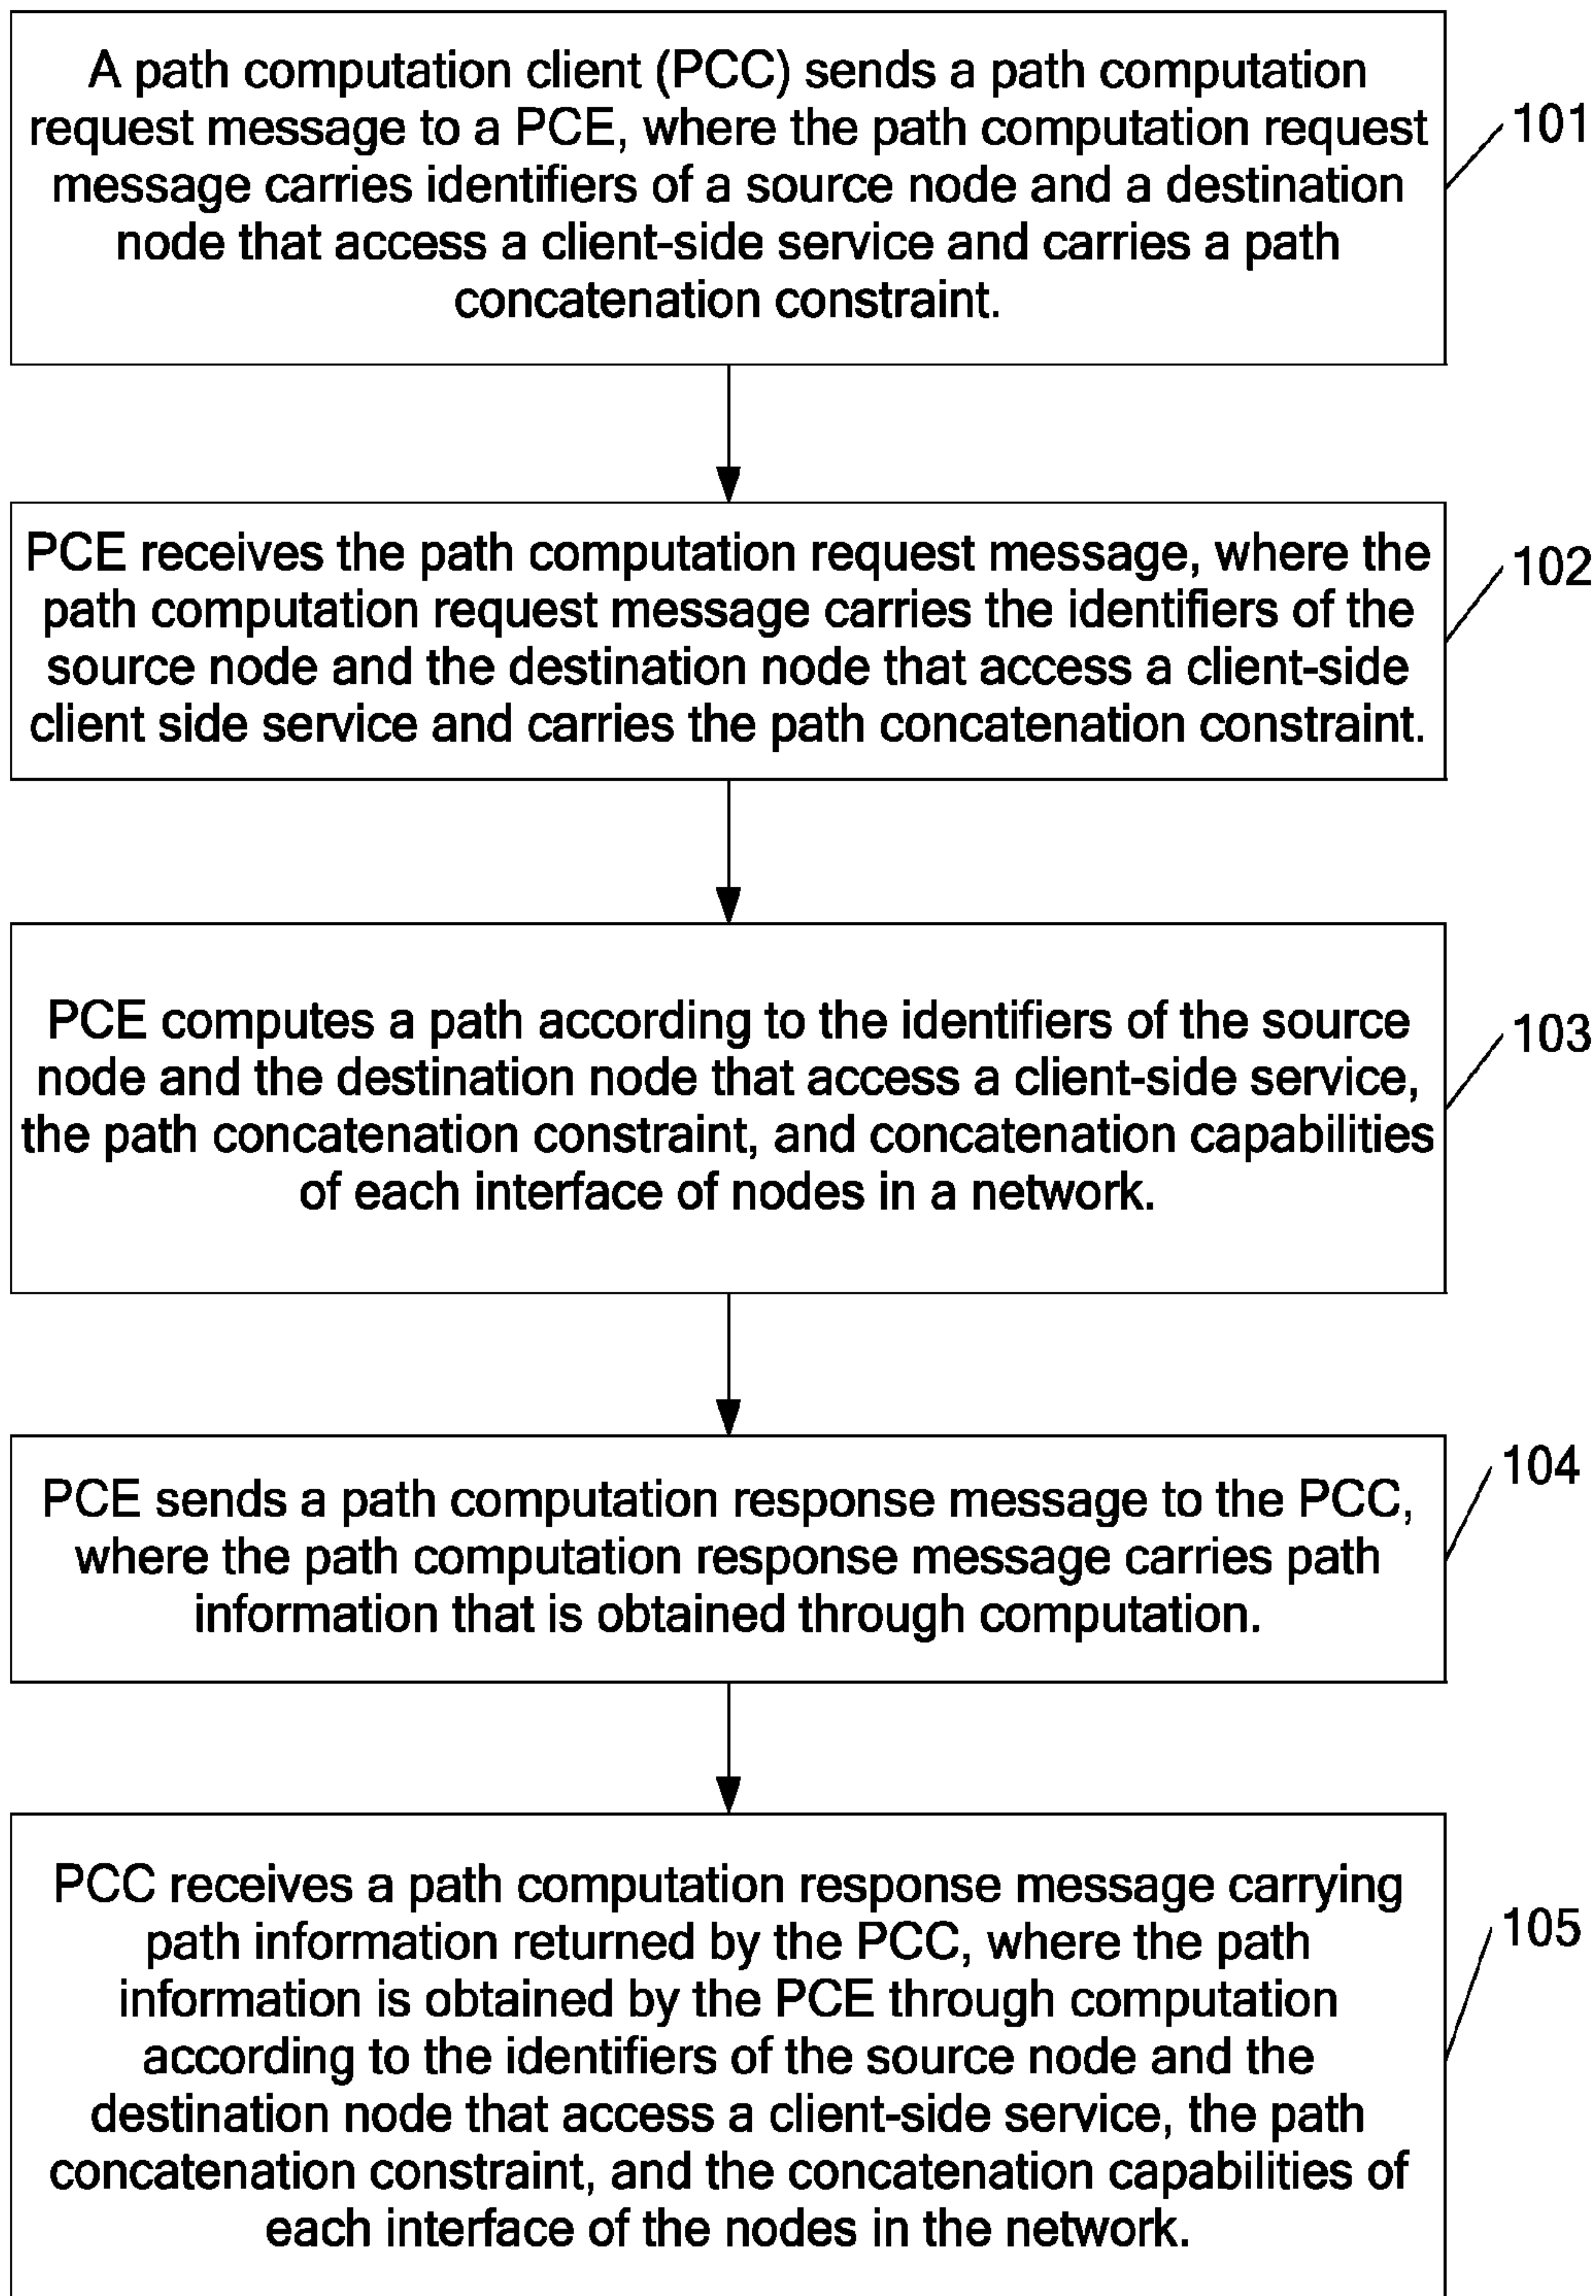 A path computation client (PCC) sends a path computation
request message to a PCE, where the path computation request
message carries identifiers of a source node and a destination
node that access a client-side service and carries a path
concatenation constraint.
101
PCE receives the path computation request message, where the
path computation request message carries the identifiers of the
source node and the destination node that access a client-side
client side service and carries the path concatenation constraint.
102
PCE computes a path according to the identifiers of the source
node and the destination node that access a client-side service,
the path concatenation constraint, and concatenation capabilities
of each interface of nodes in a network.
103
PCE sends a path computation response message to the PCC,
where the path computation response message carries path
information that is obtained through computation.
104
PCC receives a path computation response message carrying
path information returned by the PCC, where the path
information is obtained by the PCE through computation
according to the identifiers of the source node and the
destination node that access a client-side service, the path
concatenation constraint, and the concatenation capabilities of
each interface of the nodes in the network.
105